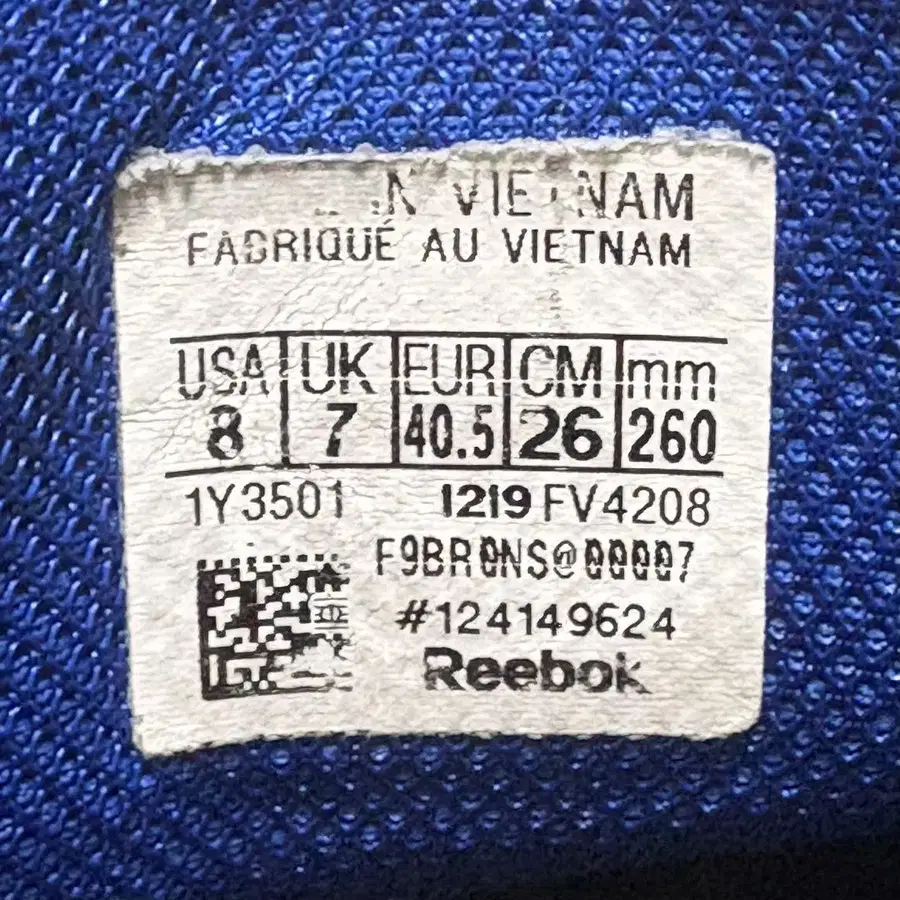 IN VIETNAM
FABRIQUÉ AU VIETNAM
USA UK EUR CM mm
8 7 40.5 26 260
1Y3501 1219 FV4208
F9BR0NS@00007
#124149624
Reebok